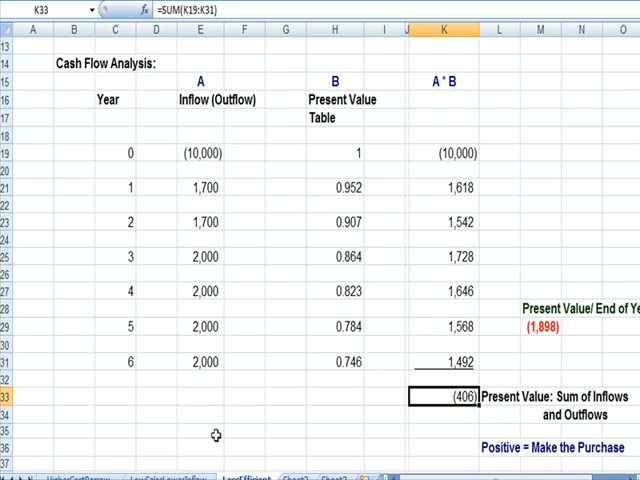 K33 fx =SUM(K19:K31)
A B C D E F G H I J K L M N O
13
14 Cash Flow Analysis:
15 A B A * B
16 Year Inflow (Outflow) Present Value
17 Table
18
19 0 (10,000) 1 (10,000)
20
21 1 1,700 0.952 1,618
22
23 2 1,700 0.907 1,542
24
25 3 2,000 0.864 1,728
26
27 4 2,000 0.823 1,646
28 Present Value/ End of Ye
29 5 2,000 0.784 1,568 (1,898)
30
31 6 2,000 0.746 1,492
32
33 (406) Present Value: Sum of Inflows
34 and Outflows
35
36 Positive = Make the Purchase
37
HigherCostBorrow LowSalesLowerInflow LessEfficient Sheet2